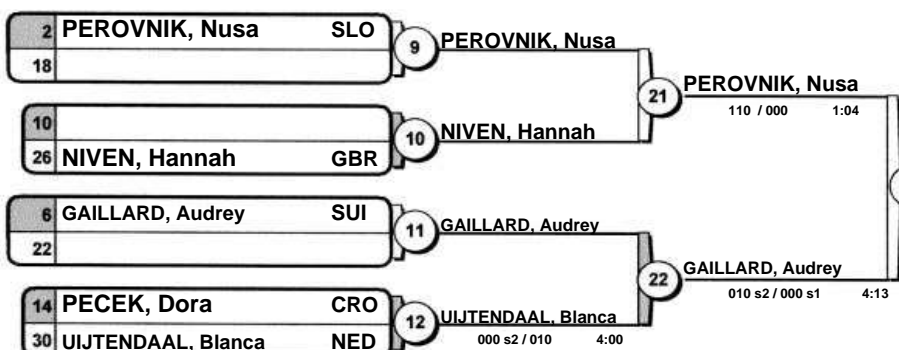 2 PEROVNIK, Nusa SLO
18
9
PEROVNIK, Nusa
21
PEROVNIK, Nusa
110 / 000 1:04
10
26 NIVEN, Hannah GBR
10
NIVEN, Hannah
6 GAILLARD, Audrey SUI
22
11
GAILLARD, Audrey
22
GAILLARD, Audrey
010 s2 / 000 s1 4:13
14 PECEK, Dora CRO
30 UIJTENDAAL, Blanca NED
12
UIJTENDAAL, Blanca
000 s2 / 010 4:00